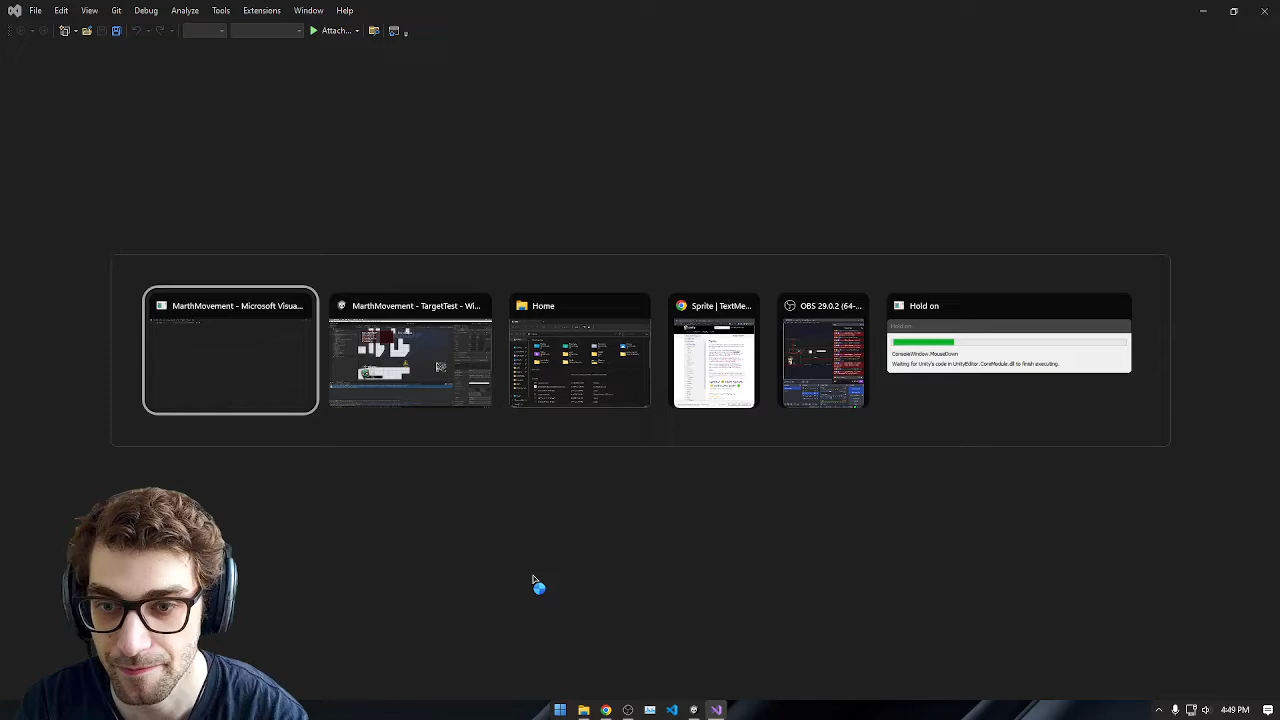 File Edit View Git Debug Analyze Tools Extensions Window Help
Attach...
MarthMovement - Microsoft Visua...
MarthMovement - TargetTest - Wi...
Home
Sprite | TextMe...
OBS 29.0.2 (64-...
Hold on
Hold on
ConsoleWindow.MouseDown
Waiting for Unity's code in UnityEditor.CoreModule.dll to finish executing.
4:49 PM